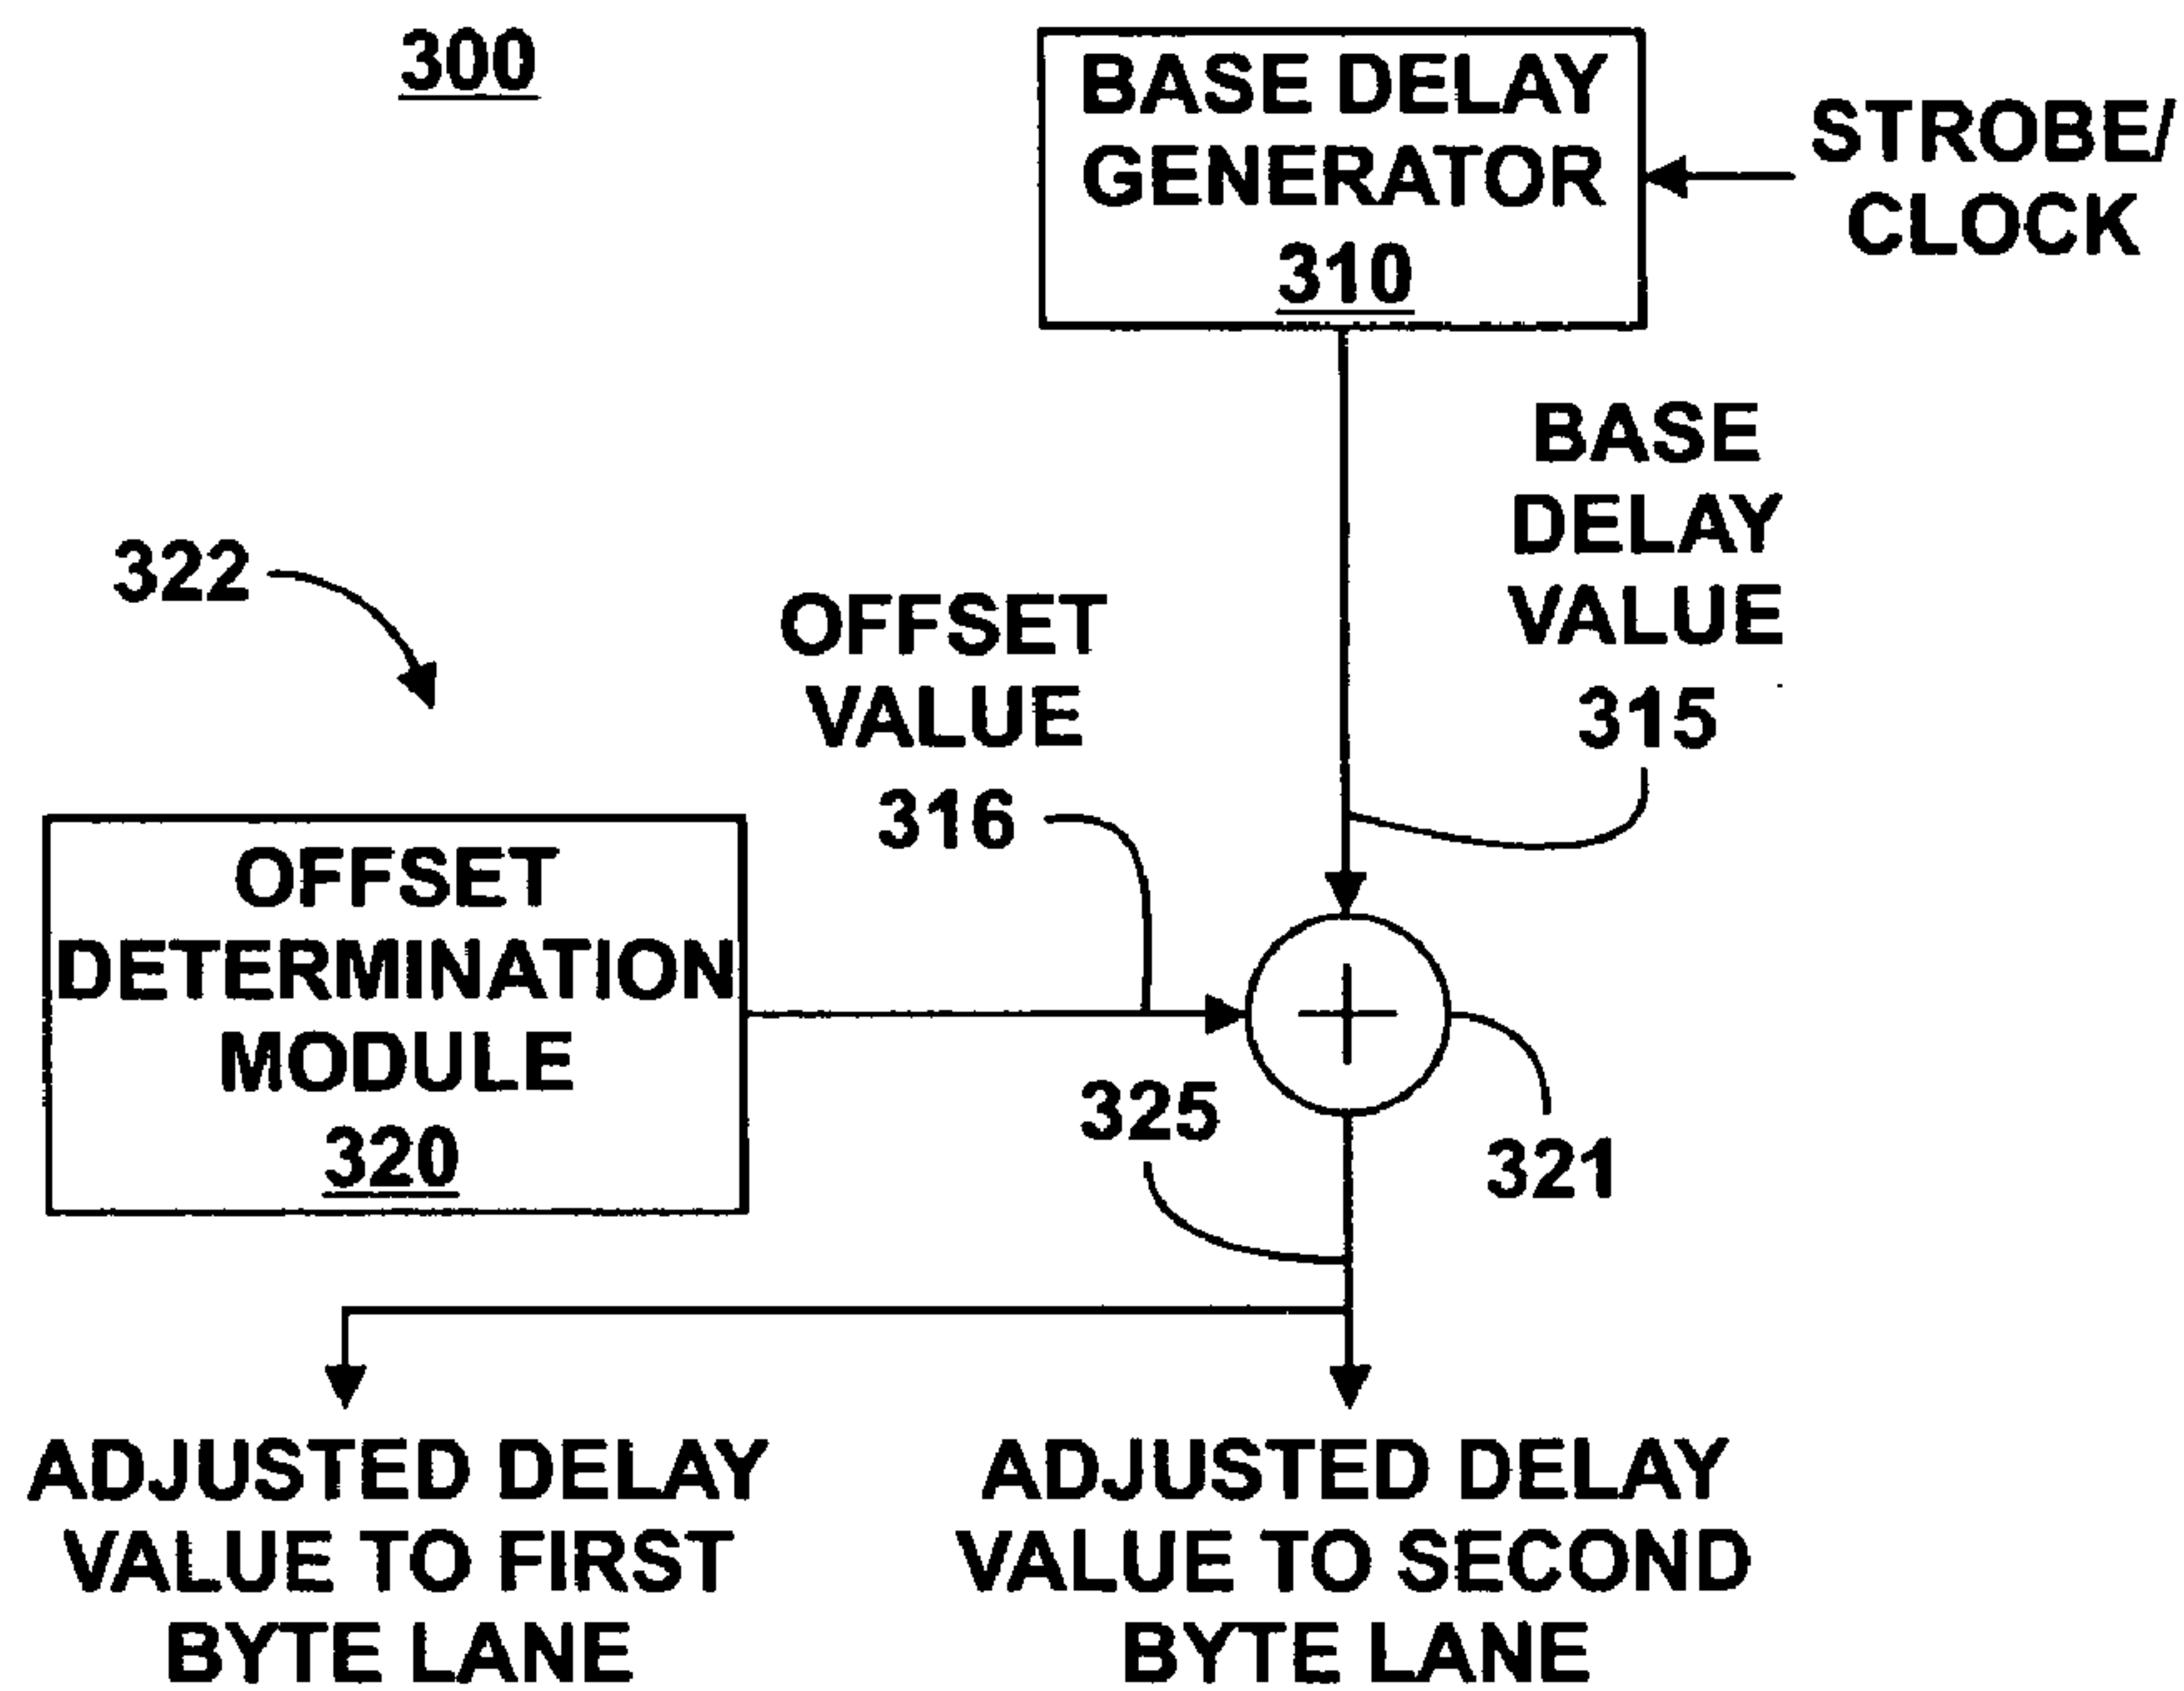 300
BASE DELAY
GENERATOR
310
STROBE/
CLOCK
BASE
DELAY
VALUE
315
322
OFFSET
VALUE
316
OFFSET
DETERMINATION
MODULE
320
325
321
ADJUSTED DELAY
VALUE TO FIRST
BYTE LANE
ADJUSTED DELAY
VALUE TO SECOND
BYTE LANE